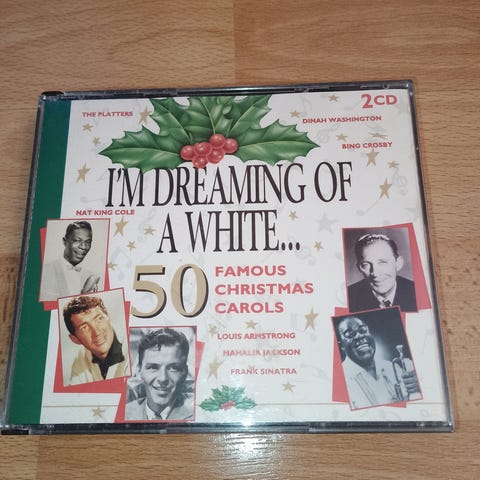 2CD
THE PLATTERS
DINAH WASHINGTON
BING CROSBY
I'M DREAMING OF
NAT KING COLE
A WHITE...
50 FAMOUS
CHRISTMAS
CAROLS
LOUIS ARMSTRONG
MAHALIA JACKSON
FRANK SINATRA